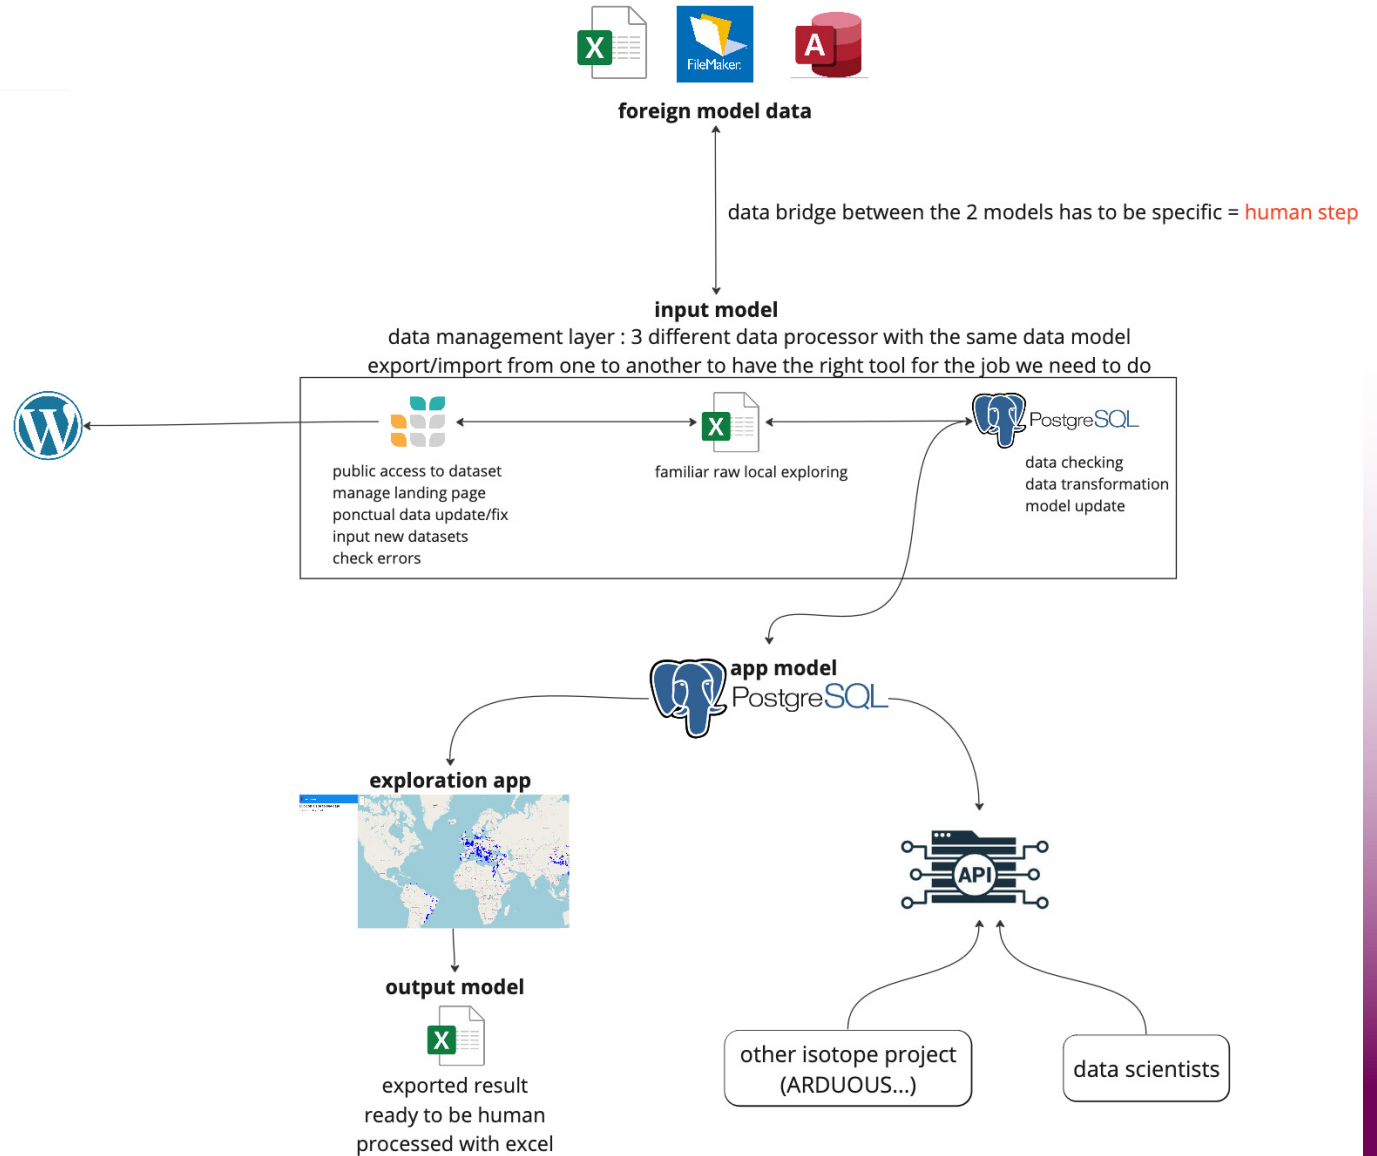 X
FileMaker.
A
foreign model data
data bridge between the 2 models has to be specific = human step
input model
data management layer : 3 different data processor with the same data model
export/import from one to another to have the right tool for the job we need to do
W
X
PostgreSQL
public access to dataset
manage landing page
ponctual data update/fix
input new datasets
check errors
familiar raw local exploring
data checking
data transformation
model update
app model
PostgreSQL
exploration app
API
output model
X
exported result
ready to be human
processed with excel
other isotope project
(ARDUOUS...)
data scientists